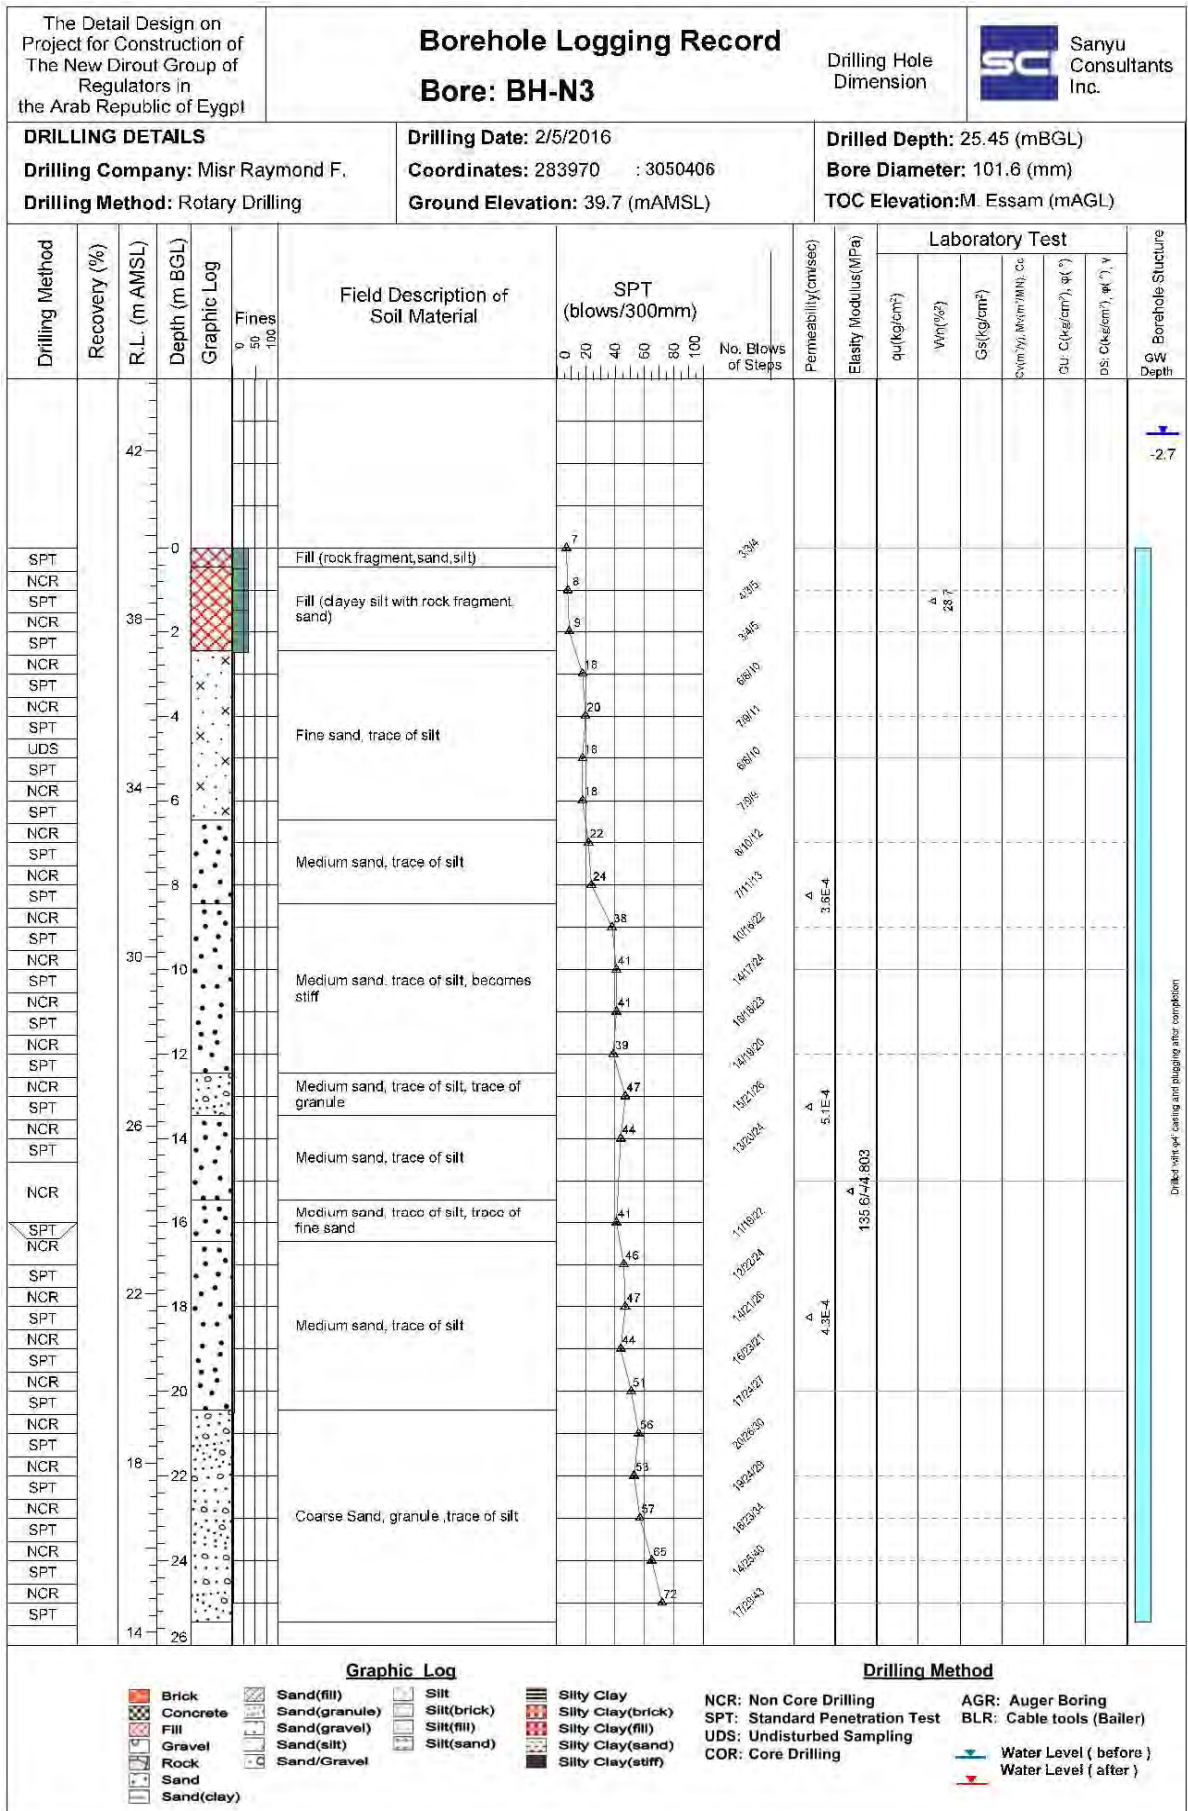 The Detail Design on
Project for Construction of
The New Dirout Group of
Regulators in
the Arab Republic of Eygpt
Borehole Logging Record
Bore: BH-N3
Drilling Hole
Dimension
SCI
Sanyu
Consultants
Inc.
DRILLING DETAILS
Drilling Company: Misr Raymond F.
Drilling Method: Rotary Drilling
Drilling Date: 2/5/2016
Coordinates: 283970 : 3050406
Ground Elevation: 39.7 (mAMSL)
Drilled Depth: 25.45 (mBGL)
Bore Diameter: 101.6 (mm)
TOC Elevation:M. Essam (mAGL)
Drilling Method
Recovery (%)
R.L. (m AMSL)
Depth (m BGL)
Graphic Log
Fines
0 50 100
Field Description of
Soil Material
SPT
(blows/300mm)
0 20 40 60 80 100
No. Blows
of Steps
Permeability(cm/sec)
Elasity Modulus(MPa)
Laboratory Test
qu(kg/cm²)
Wn(%²)
Gs(kg/cm²)
Cv(m²/y), Mv(m²/MN), Cc
CU: C(kg/cm²), φ(°)
DS: C(kg/cm²), φ(°), γ
Borehole Stucture
GW
Depth
42
-2.7
0
SPT
Fill (rock fragment,sand,silt)
7
3/3/4
NCR
8
4/3/5
SPT
Fill (clayey silt with rock fragment,
sand)
28.7
NCR
38
2
9
3/4/5
SPT
NCR
18
6/8/10
SPT
NCR
4
20
7/9/11
SPT
Fine sand, trace of silt
UDS
18
6/8/10
SPT
NCR
34
6
18
7/9/9
SPT
NCR
22
8/10/12
SPT
Medium sand, trace of silt
NCR
8
24
7/11/13
SPT
3.6E-4
NCR
38
10/16/22
SPT
NCR
30
10
41
14/17/24
SPT
Medium sand. trace of silt, becomes
stiff
NCR
41
16/18/23
SPT
NCR
12
39
14/19/20
SPT
NCR
Medium sand, trace of silt, trace of
granule
47
15/21/26
SPT
5.1E-4
NCR
26
14
44
13/20/24
SPT
Medium sand, trace of silt
NCR
135.6/-/4.803
Medium sand, trace of silt, trace of
fine sand
16
41
11/19/22
SPT
NCR
46
12/22/24
SPT
NCR
22
18
47
14/21/26
SPT
Medium sand, trace of silt
4.3E-4
NCR
44
16/23/21
SPT
NCR
20
51
17/24/27
SPT
NCR
56
20/26/30
SPT
NCR
18
22
53
19/24/29
SPT
NCR
Coarse Sand, granule ,trace of silt
57
16/23/34
SPT
NCR
24
65
14/25/40
SPT
NCR
72
17/29/43
SPT
14
26
Drilled wiht φ4" casing and plugging after completion
Graphic Log
Brick
Concrete
Fill
Gravel
Rock
Sand
Sand(clay)
Sand(fill)
Sand(granule)
Sand(gravel)
Sand(silt)
Sand/Gravel
Silt
Silt(brick)
Silt(fill)
Silt(sand)
Silty Clay
Silty Clay(brick)
Silty Clay(fill)
Silty Clay(sand)
Silty Clay(stiff)
Drilling Method
NCR: Non Core Drilling
SPT: Standard Penetration Test
UDS: Undisturbed Sampling
COR: Core Drilling
AGR: Auger Boring
BLR: Cable tools (Bailer)
Water Level ( before )
Water Level ( after )